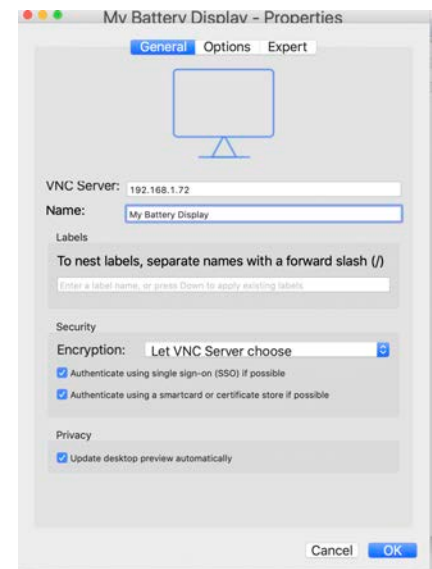 My Battery Display - Properties
General Options Expert
VNC Server: 192.168.1.72
Name: My Battery Display
Labels
To nest labels, separate names with a forward slash (/)
Enter a label name, or press Down to apply existing labels
Security
Encryption: Let VNC Server choose
Authenticate using single sign-on (SSO) if possible
Authenticate using a smartcard or certificate store if possible
Privacy
Update desktop preview automatically
Cancel OK